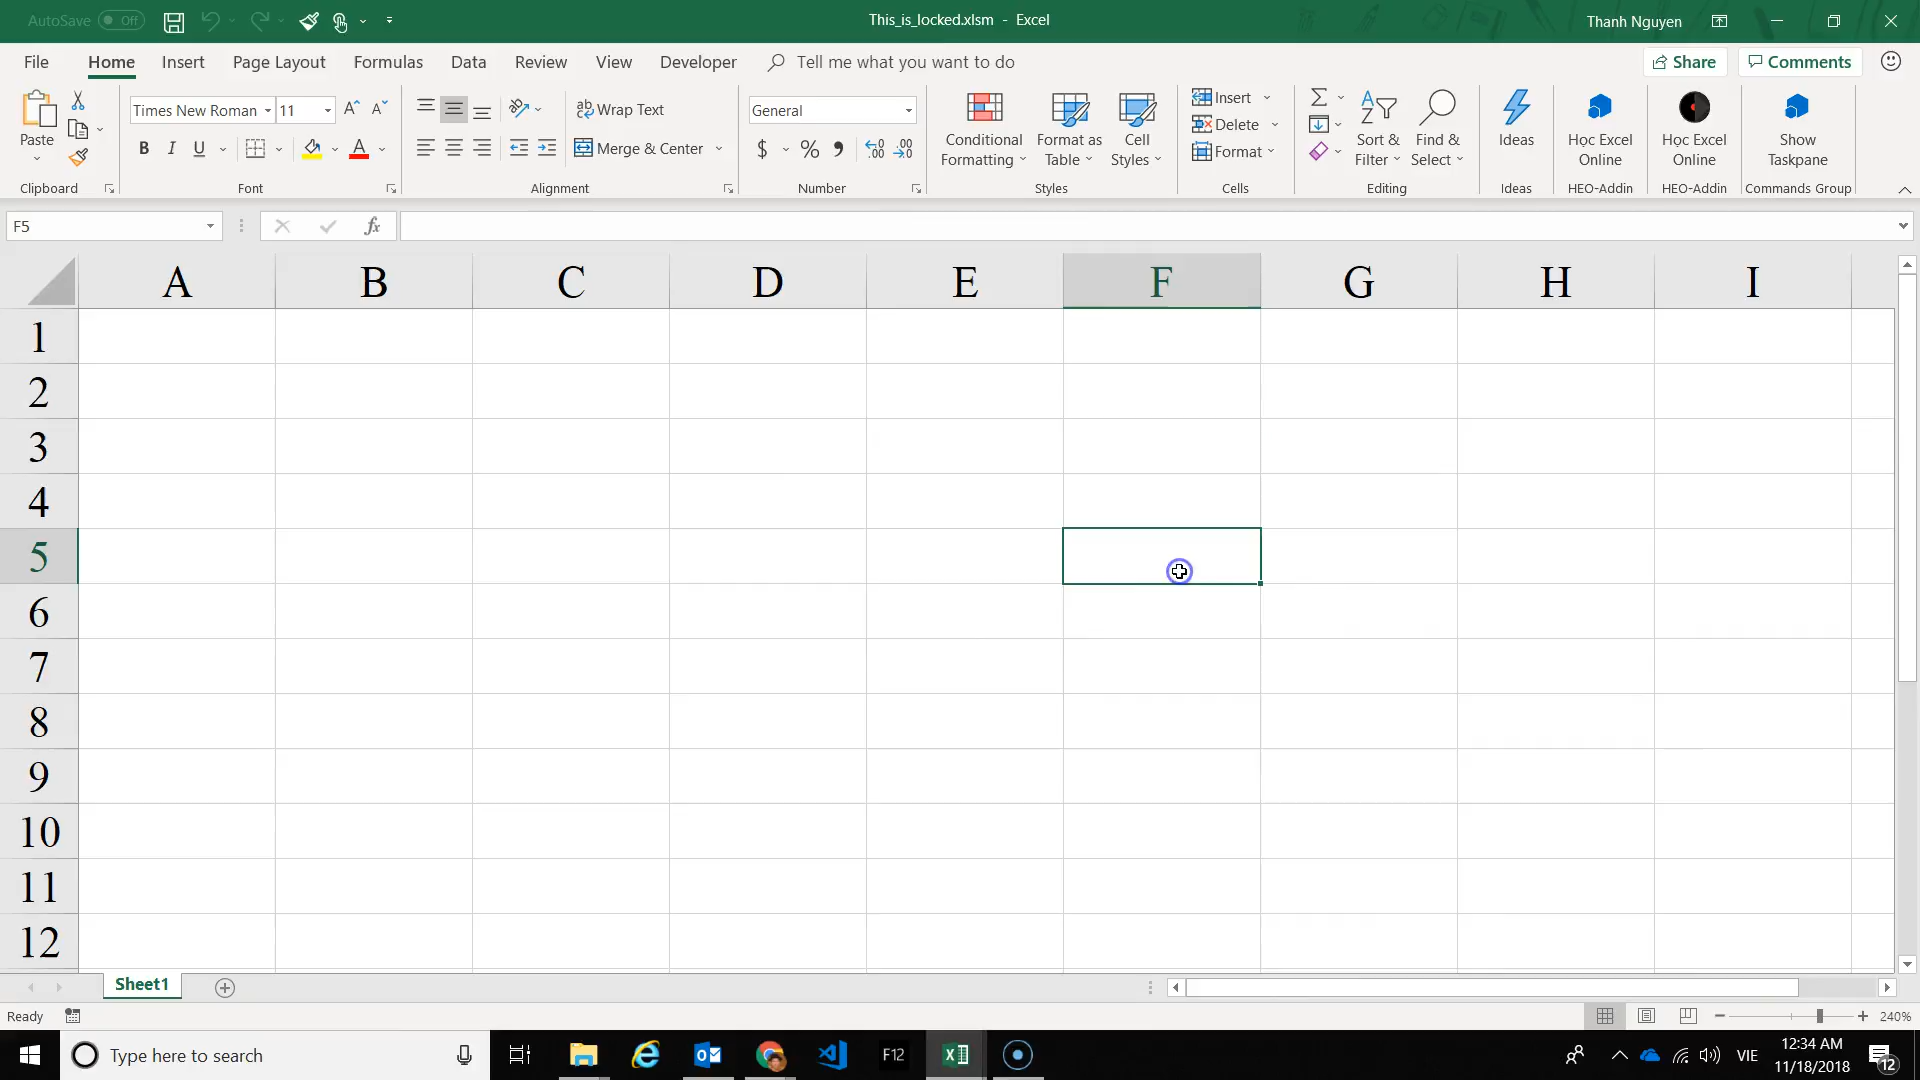 AutoSave Off
This_is_locked.xlsm - Excel
Thanh Nguyen
File Home Insert Page Layout Formulas Data Review View Developer Tell me what you want to do Share Comments
Paste
Clipboard
Times New Roman 11
B I U
Font
Wrap Text
Merge & Center
Alignment
General
$ % ,
Number
Conditional Formatting
Format as Table
Cell Styles
Styles
Insert
Delete
Format
Cells
Sort & Filter
Find & Select
Editing
Ideas
Ideas
Học Excel Online
HEO-Addin
Học Excel Online
HEO-Addin
Show Taskpane
Commands Group
F5
fx
A B C D E F G H I
1
2
3
4
5
6
7
8
9
10
11
12
Sheet1
Ready
240%
Type here to search
F12
VIE
12:34 AM
11/18/2018
12